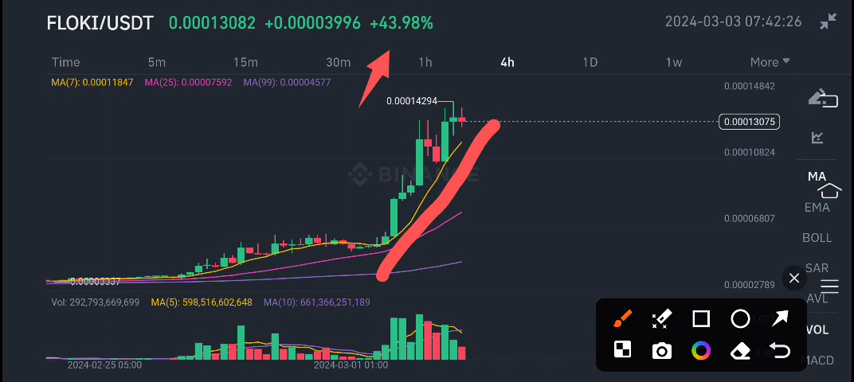 FLOKI/USDT 0.00013082 +0.00003996 +43.98% 2024-03-03 07:42:26
Time 5m 15m 30m 1h 4h 1D 1w More
MA(7): 0.00011847 MA(25): 0.00007592 MA(99): 0.00004577
0.00014842
0.00014294
0.00013075
0.00010824
BINANCE
MA
EMA
0.00006807
BOLL
SAR
0.00003337
0.00002789
AVL
Vol: 292,793,669,699 MA(5): 598,516,602,648 MA(10): 661,366,251,189
VOL
MACD
2024-02-25 05:00 2024-03-01 01:00